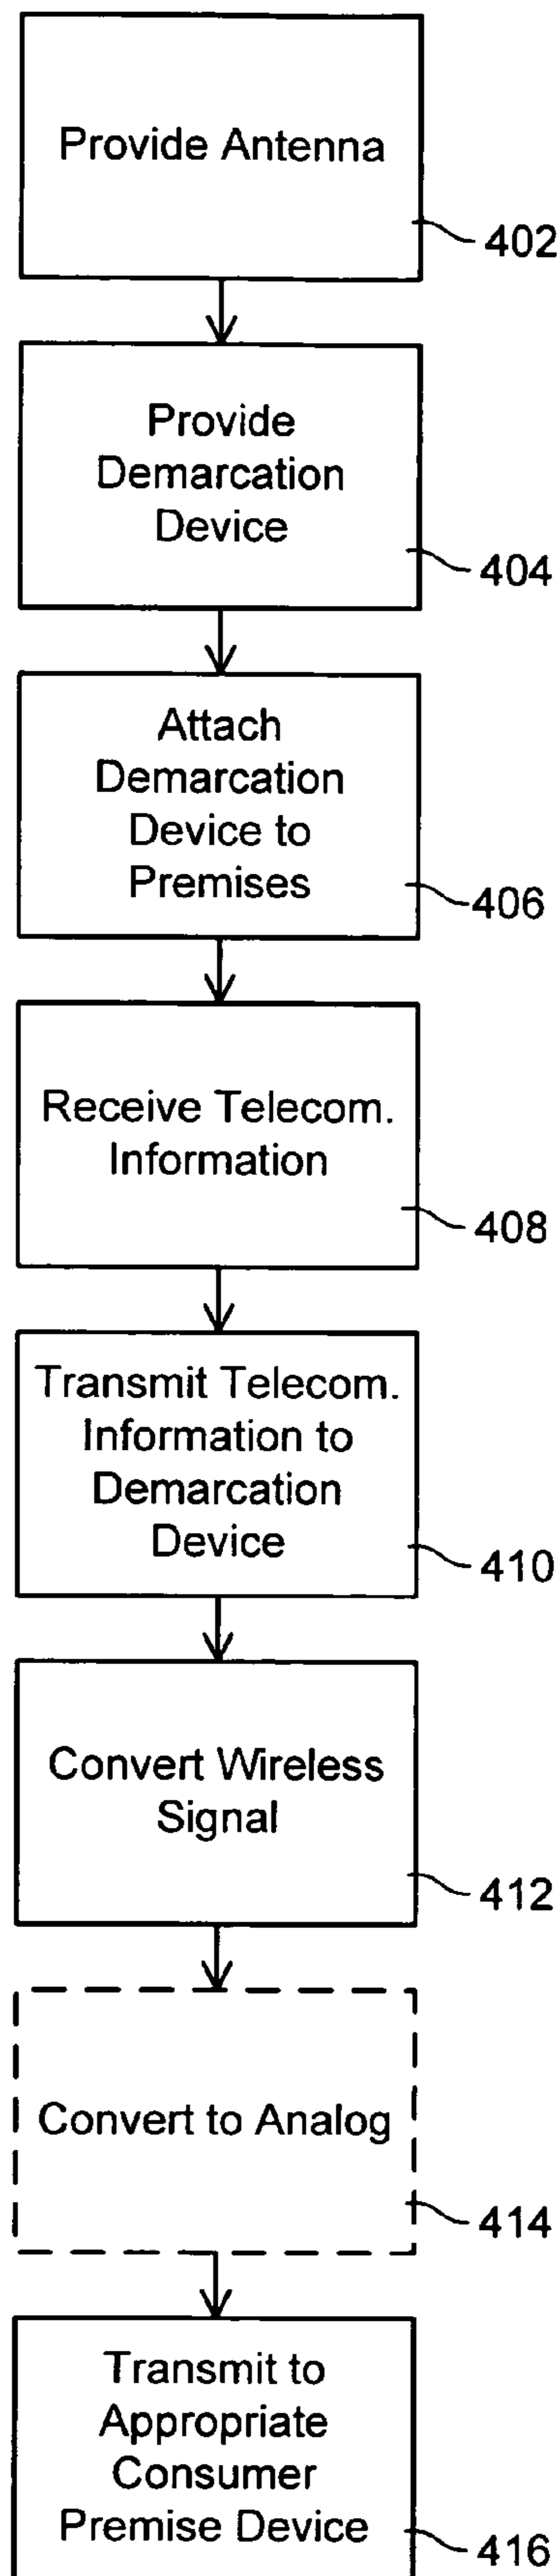 Provide Antenna
402
Provide
Demarcation
Device
404
Attach
Demarcation
Device to
Premises
406
Receive Telecom.
Information
408
Transmit Telecom.
Information to
Demarcation
Device
410
Convert Wireless
Signal
412
Convert to Analog
414
Transmit to
Appropriate
Consumer
Premise Device
416